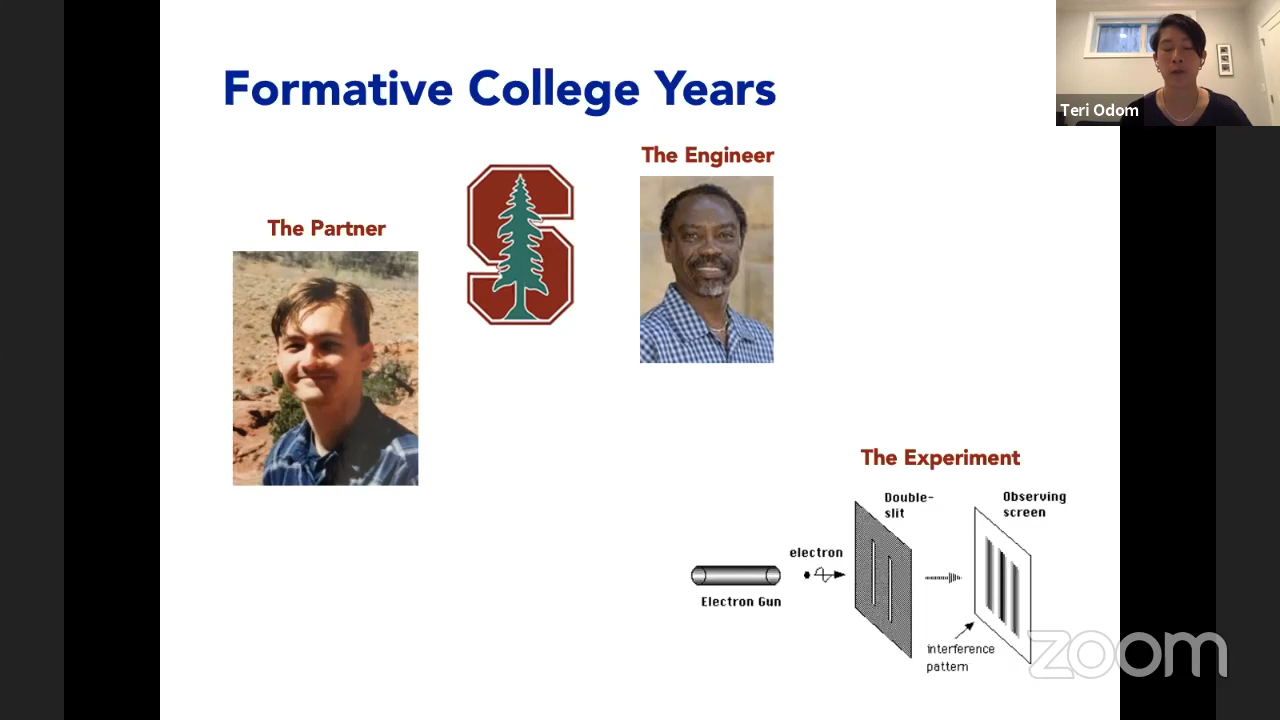 Formative College Years
Teri Odom
The Engineer
The Partner
S
The Experiment
Double-
slit
Observing
screen
electron
Electron Gun
interference
pattern
zoom